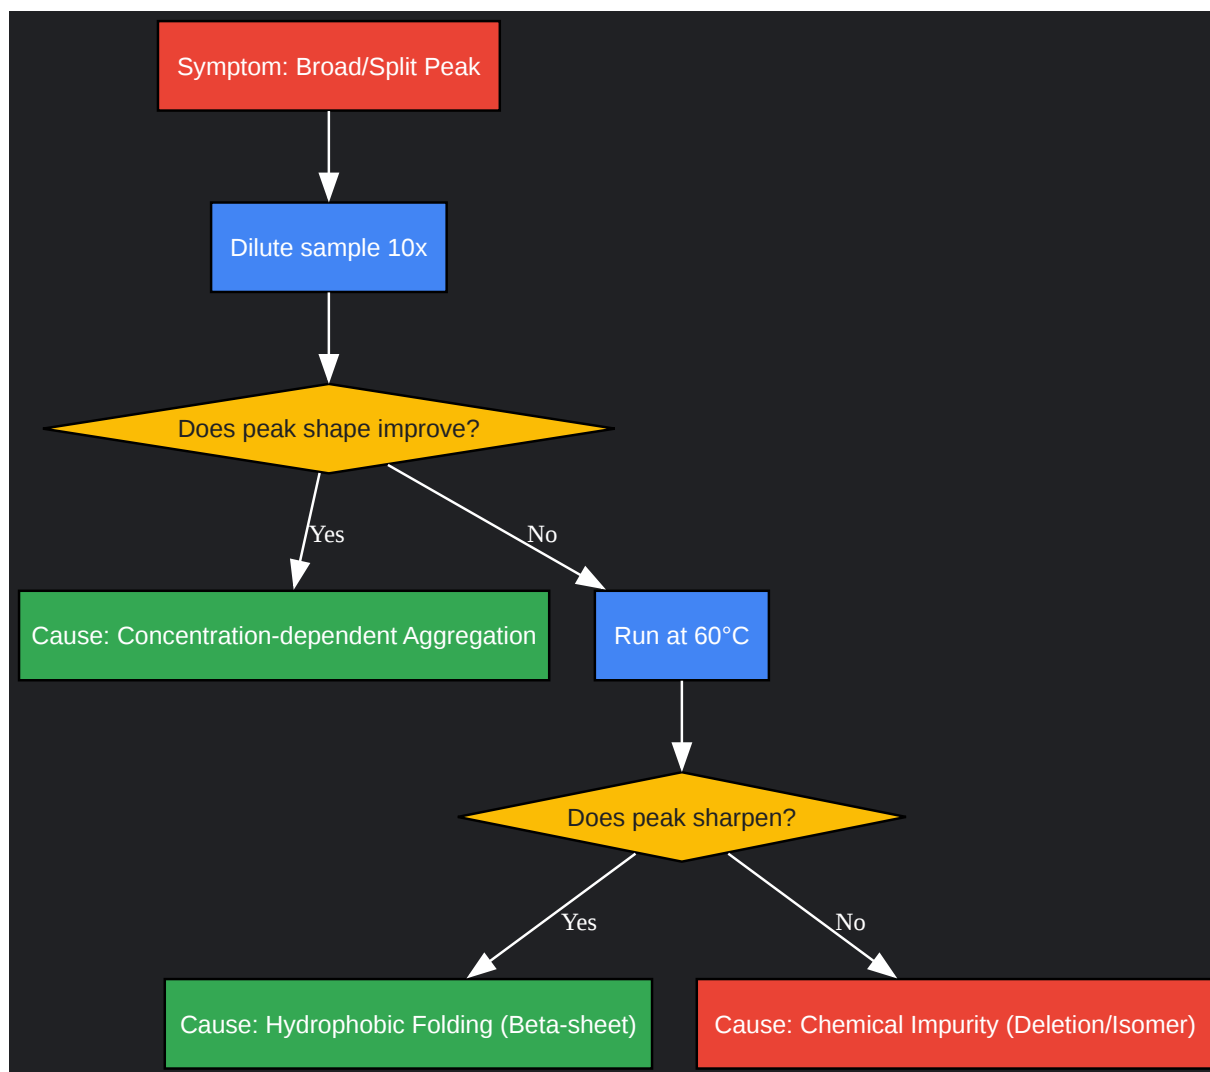 Symptom: Broad/Split Peak
Dilute sample 10x
Does peak shape improve?
Yes
No
Cause: Concentration-dependent Aggregation
Run at 60°C
Does peak sharpen?
Yes
No
Cause: Hydrophobic Folding (Beta-sheet)
Cause: Chemical Impurity (Deletion/Isomer)